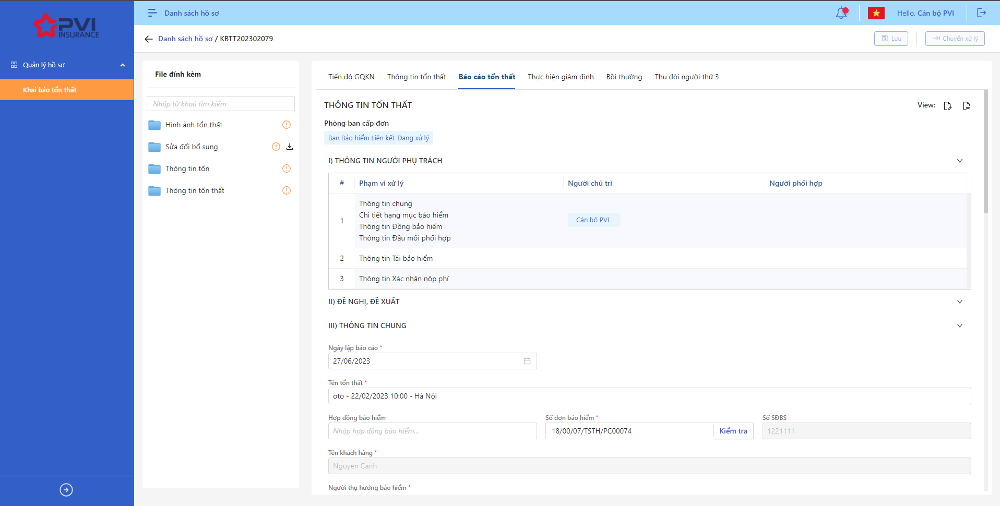 PVI
INSURANCE
Quản lý hồ sơ
Khai báo tổn thất
Danh sách hồ sơ
Hello, Cán bộ PVI
Danh sách hồ sơ / KBTT202302079
Lưu
Chuyển xử lý
File đính kèm
Nhập từ khoá tìm kiếm
Hình ảnh tổn thất
Sửa đổi bổ sung
Thông tin tổn
Thông tin tổn thất
Tiến độ GQKN
Thông tin tổn thất
Báo cáo tổn thất
Thực hiện giám định
Bồi thường
Thu đòi người thứ 3
THÔNG TIN TỔN THẤT
View:
Phòng ban cấp đơn
Ban Bảo hiểm Liên kết-Đang xử lý
I) THÔNG TIN NGƯỜI PHỤ TRÁCH
# Phạm vi xử lý Người chủ trì Người phối hợp
Thông tin chung
Chi tiết hạng mục bảo hiểm
1 Cán bộ PVI
Thông tin Đồng bảo hiểm
Thông tin Đầu mối phối hợp
2 Thông tin Tái bảo hiểm
3 Thông tin Xác nhận nộp phí
II) ĐỀ NGHỊ, ĐỀ XUẤT
III) THÔNG TIN CHUNG
Ngày lập báo cáo *
27/06/2023
Tên tổn thất *
oto - 22/02/2023 10:00 - Hà Nội
Hợp đồng bảo hiểm Số đơn bảo hiểm * Số SĐBS
Nhập hợp đồng bảo hiểm... 18/00/07/TSTH/PC00074 Kiểm tra 1221111
Tên khách hàng *
Nguyen Canh
Người thụ hưởng bảo hiểm *